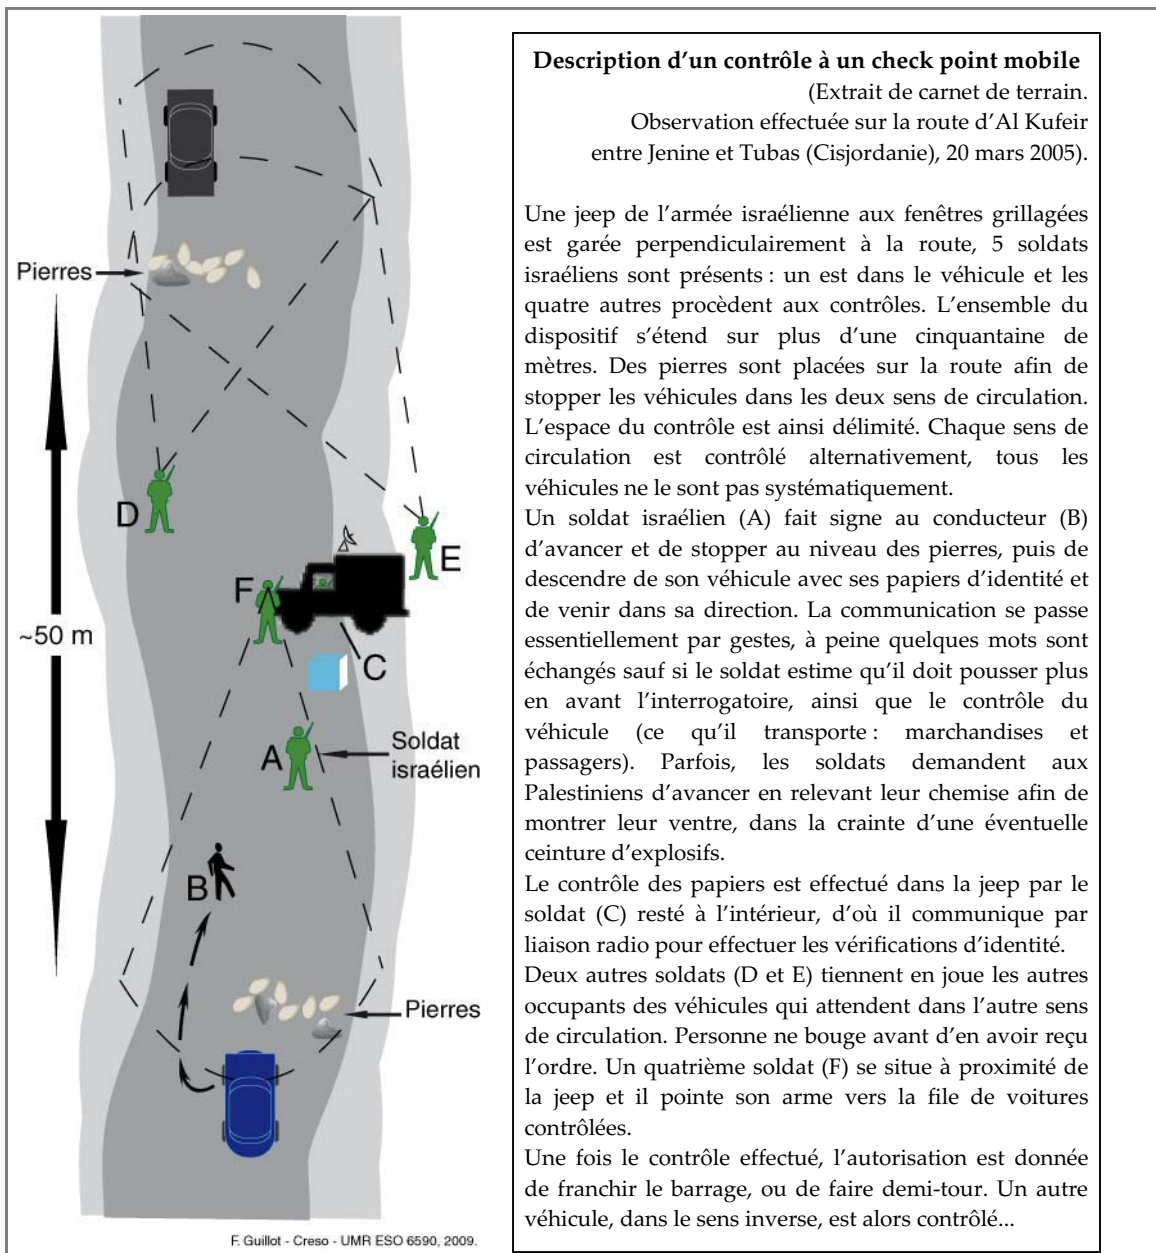 Description d’un contrôle à un check point mobile
(Extrait de carnet de terrain.
Observation effectuée sur la route d’Al Kufeir
entre Jenine et Tubas (Cisjordanie), 20 mars 2005).
Une jeep de l’armée israélienne aux fenêtres grillagées
est garée perpendiculairement à la route, 5 soldats
israéliens sont présents : un est dans le véhicule et les
quatre autres procèdent aux contrôles. L’ensemble du
dispositif s’étend sur plus d’une cinquantaine de
mètres. Des pierres sont placées sur la route afin de
stopper les véhicules dans les deux sens de circulation.
L’espace du contrôle est ainsi délimité. Chaque sens de
circulation est contrôlé alternativement, tous les
véhicules ne le sont pas systématiquement.
Un soldat israélien (A) fait signe au conducteur (B)
d’avancer et de stopper au niveau des pierres, puis de
descendre de son véhicule avec ses papiers d’identité et
de venir dans sa direction. La communication se passe
essentiellement par gestes, à peine quelques mots sont
échangés sauf si le soldat estime qu’il doit pousser plus
en avant l’interrogatoire, ainsi que le contrôle du
véhicule (ce qu’il transporte : marchandises et
passagers). Parfois, les soldats demandent aux
Palestiniens d’avancer en relevant leur chemise afin de
montrer leur ventre, dans la crainte d’une éventuelle
ceinture d’explosifs.
Le contrôle des papiers est effectué dans la jeep par le
soldat (C) resté à l’intérieur, d’où il communique par
liaison radio pour effectuer les vérifications d’identité.
Deux autres soldats (D et E) tiennent en joue les autres
occupants des véhicules qui attendent dans l’autre sens
de circulation. Personne ne bouge avant d’en avoir reçu
l’ordre. Un quatrième soldat (F) se situe à proximité de
la jeep et il pointe son arme vers la file de voitures
contrôlées.
Une fois le contrôle effectué, l’autorisation est donnée
de franchir le barrage, ou de faire demi-tour. Un autre
véhicule, dans le sens inverse, est alors contrôlé...
Pierres
D
E
F
~50 m
C
A
Soldat
israélien
B
Pierres
F. Guillot - Creso - UMR ESO 6590, 2009.